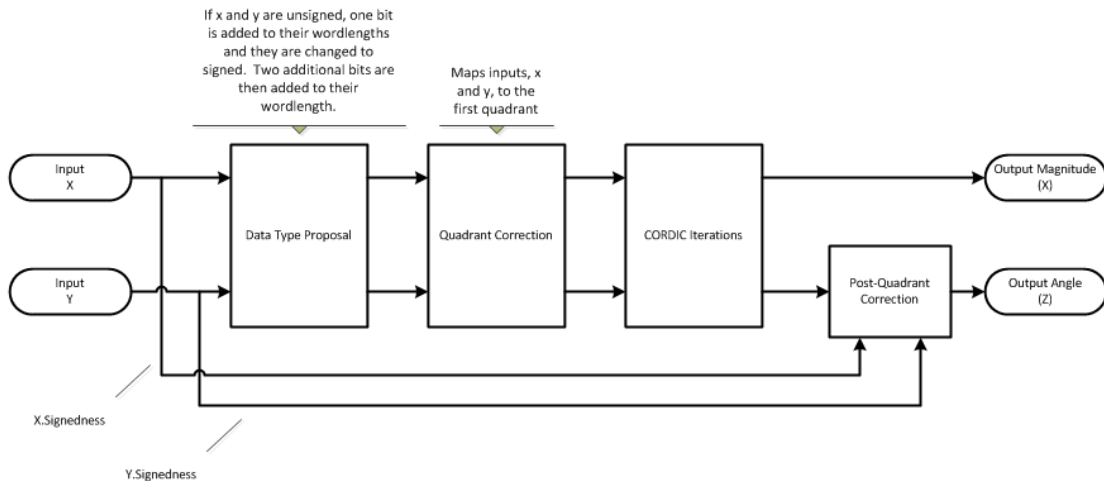 If x and y are unsigned, one bit
is added to their wordlengths
and they are changed to
signed. Two additional bits are
then added to their
wordlength.
Maps inputs, x
and y, to the
first quadrant
Input
X
Data Type Proposal
Quadrant Correction
CORDIC Iterations
Output Magnitude
(X)
Input
Y
Post-Quadrant
Correction
Output Angle
(Z)
X.Signedness
Y.Signedness